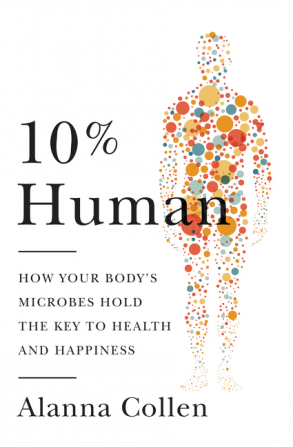 10%
Human
HOW YOUR BODY'S
MICROBES HOLD
THE KEY TO HEALTH
AND HAPPINESS
Alanna Collen